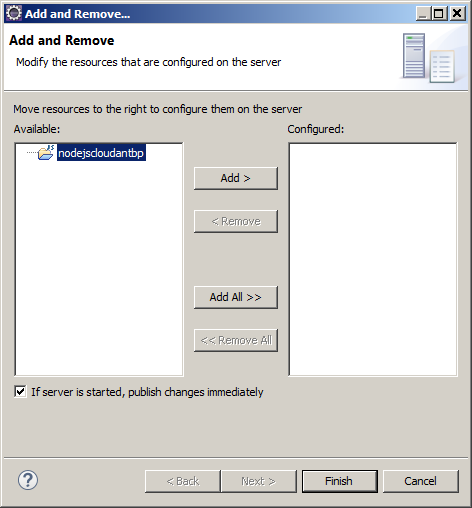 Add and Remove...
Add and Remove
Modify the resources that are configured on the server
Move resources to the right to configure them on the server
Available:
Configured:
JS
nodejscloudantbp
Add >
< Remove
Add All >>
<< Remove All
If server is started, publish changes immediately
?
< Back
Next >
Finish
Cancel